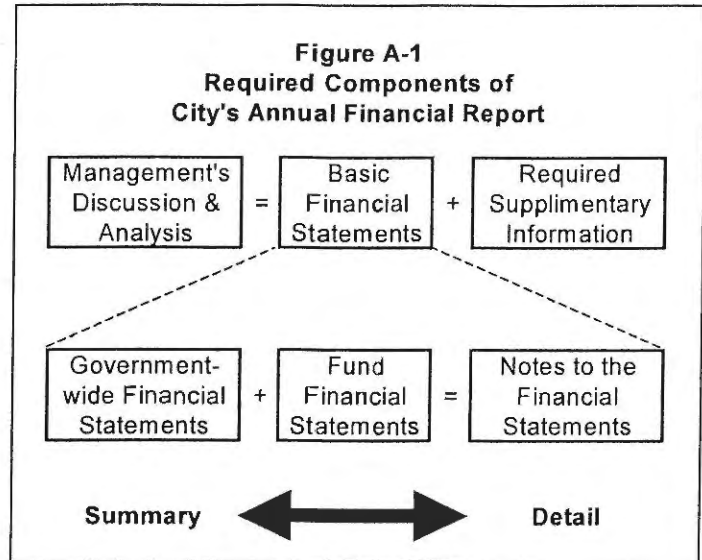 Figure A-1
Required Components of
City's Annual Financial Report
Management's
Discussion &
Analysis
=
Basic
Financial
Statements
+
Required
Supplimentary
Information
Government-
wide Financial
Statements
+
Fund
Financial
Statements
=
Notes to the
Financial
Statements
Summary
Detail